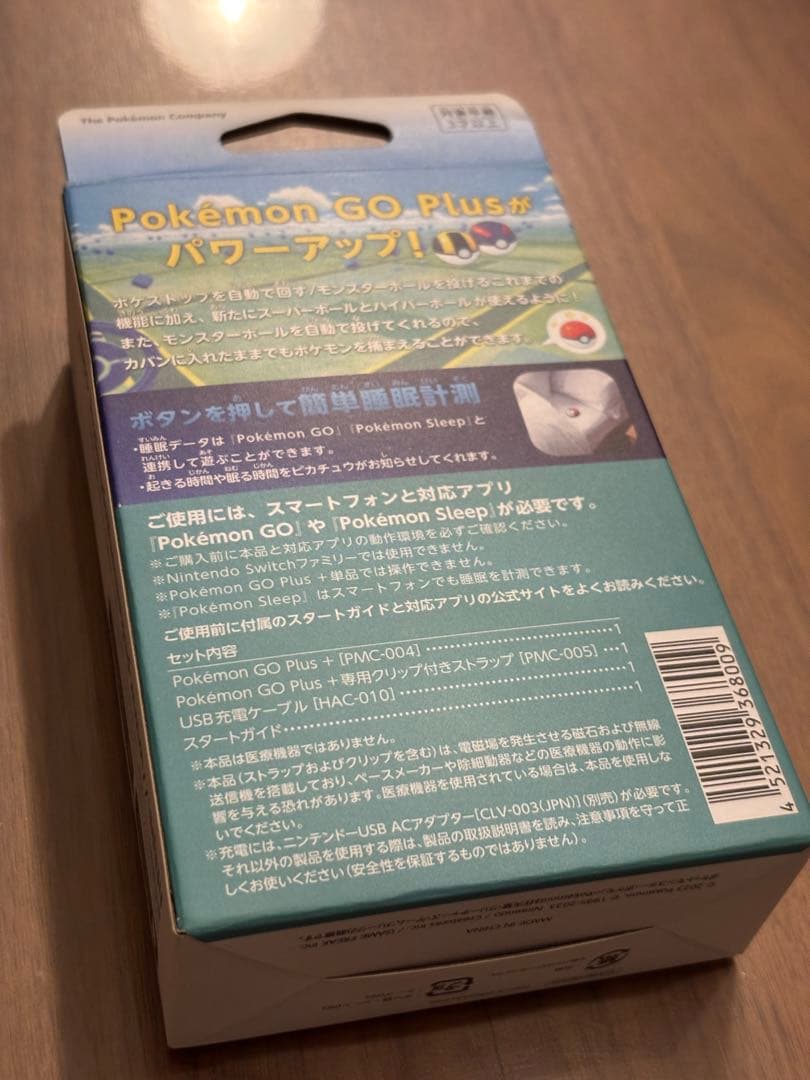 The Pokémon Company
対象年齢
3才以上
Pokémon GO Plusが
パワーアップ!
ポケストップを自動で回す/モンスターボールを投げるこれまでの
機能に加え、新たにスーパーボールとハイパーボールが使えるように!
また、モンスターボールを自動で投げてくれるので、
カバンに入れたままでもポケモンを捕まえることができます。
ボタンを押して簡単睡眠計測
・睡眠データは『Pokémon GO』『Pokémon Sleep』と
連携して遊ぶことができます。
・起きる時間や眠る時間をピカチュウがお知らせしてくれます。
ご使用には、スマートフォンと対応アプリ
『Pokémon GO』や『Pokémon Sleep』が必要です。
※ご購入前に本品と対応アプリの動作環境を必ずご確認ください。
※Nintendo Switchファミリーでは使用できません。
※Pokémon GO Plus +単品では操作できません。
※『Pokémon Sleep』はスマートフォンでも睡眠を計測できます。
ご使用前に付属のスタートガイドと対応アプリの公式サイトをよくお読みください。
セット内容
Pokémon GO Plus + [PMC-004] ……………………1
Pokémon GO Plus +専用クリップ付きストラップ [PMC-005] …1
USB充電ケーブル [HAC-010] ……………………1
スタートガイド……………………1
※本品は医療機器ではありません。
※本品(ストラップおよびクリップを含む)は、電磁場を発生させる磁石および無線
送信機を搭載しており、ペースメーカーや除細動器などの医療機器の動作に影
響を与える恐れがあります。医療機器を使用されている場合は、本品を使用しな
いでください。
※充電には、ニンテンドーUSB ACアダプター[CLV-003(JPN)](別売)が必要です。
それ以外の製品を使用する際は、製品の取扱説明書を読み、注意事項を守って正
しくお使いください(安全性を保証するものではありません)。
4 521329 368009
MADE IN CHINA